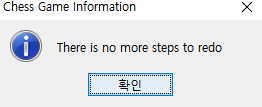 Chess Game Information
There is no more steps to redo
확인